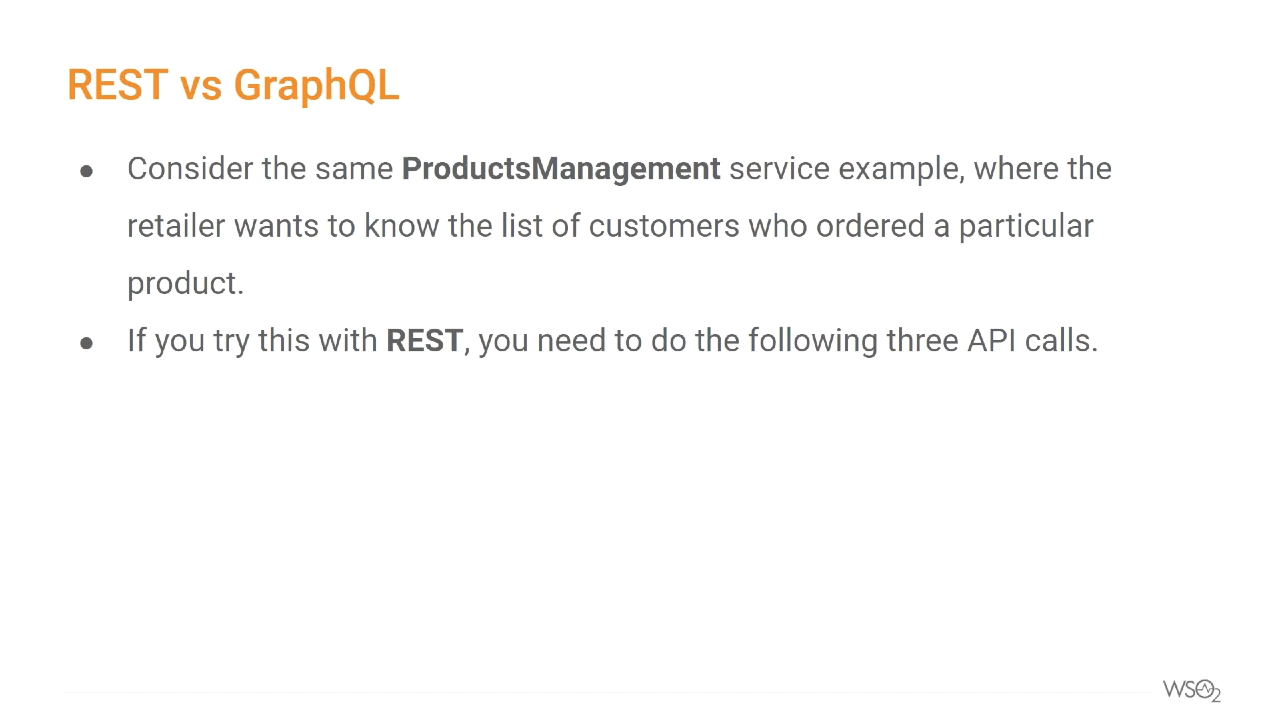 REST vs GraphQL
● Consider the same ProductsManagement service example, where the
retailer wants to know the list of customers who ordered a particular
product.
● If you try this with REST, you need to do the following three API calls.
WSO2